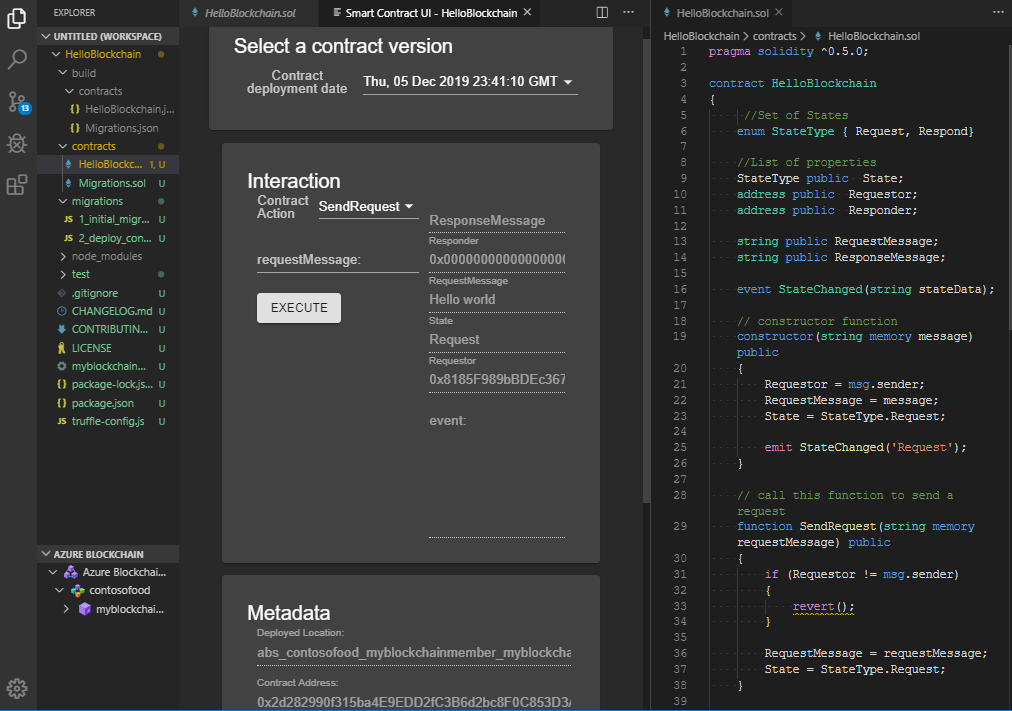 EXPLORER
UNTITLED (WORKSPACE)
HelloBlockchain
build
contracts
{} HelloBlockchain.j...
{} Migrations.json
contracts
HelloBlockc... 1, U
Migrations.sol U
migrations
JS 1_initial_migr... U
JS 2_deploy_con... U
node_modules
test
.gitignore U
CHANGELOG.md U
CONTRIBUTIN... U
LICENSE U
myblockchain... U
{} package-lock.js... U
{} package.json U
JS truffle-config.js U
13
AZURE BLOCKCHAIN
Azure Blockchai...
contosofood
myblockchai...
HelloBlockchain.sol
Smart Contract UI - HelloBlockchain
Select a contract version
Contract
deployment date
Thu, 05 Dec 2019 23:41:10 GMT
Interaction
Contract
Action
SendRequest
requestMessage:
EXECUTE
ResponseMessage
Responder
0x00000000000000000
RequestMessage
Hello world
State
Request
Requestor
0x8185F989bBDEc367
event:
Metadata
Deployed Location:
abs_contosofood_myblockchainmember_myblockcha
Contract Address:
0x2d282990f315ba4E9EDD2fC3B6d2bc8F0C853D3
HelloBlockchain.sol
HelloBlockchain > contracts > HelloBlockchain.sol
1 pragma solidity ^0.5.0;
2
3 contract HelloBlockchain
4 {
5 //Set of States
6 enum StateType { Request, Respond}
7
8 //List of properties
9 StateType public State;
10 address public Requestor;
11 address public Responder;
12
13 string public RequestMessage;
14 string public ResponseMessage;
15
16 event StateChanged(string stateData);
17
18 // constructor function
19 constructor(string memory message)
public
20 {
21 Requestor = msg.sender;
22 RequestMessage = message;
23 State = StateType.Request;
24
25 emit StateChanged('Request');
26 }
27
28 // call this function to send a
request
29 function SendRequest(string memory
requestMessage) public
30 {
31 if (Requestor != msg.sender)
32 {
33 revert();
34 }
35
36 RequestMessage = requestMessage;
37 State = StateType.Request;
38 }
39